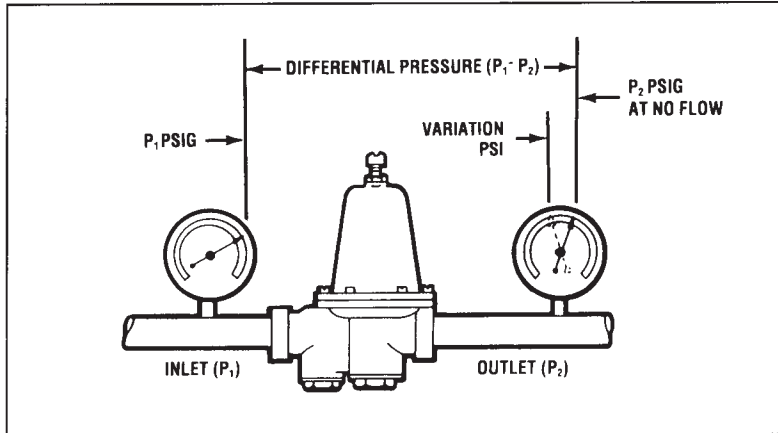 DIFFERENTIAL PRESSURE (P₁- P₂)
P₂ PSIG
AT NO FLOW
VARIATION
PSI
P₁ PSIG
INLET (P₁)
OUTLET (P₂)